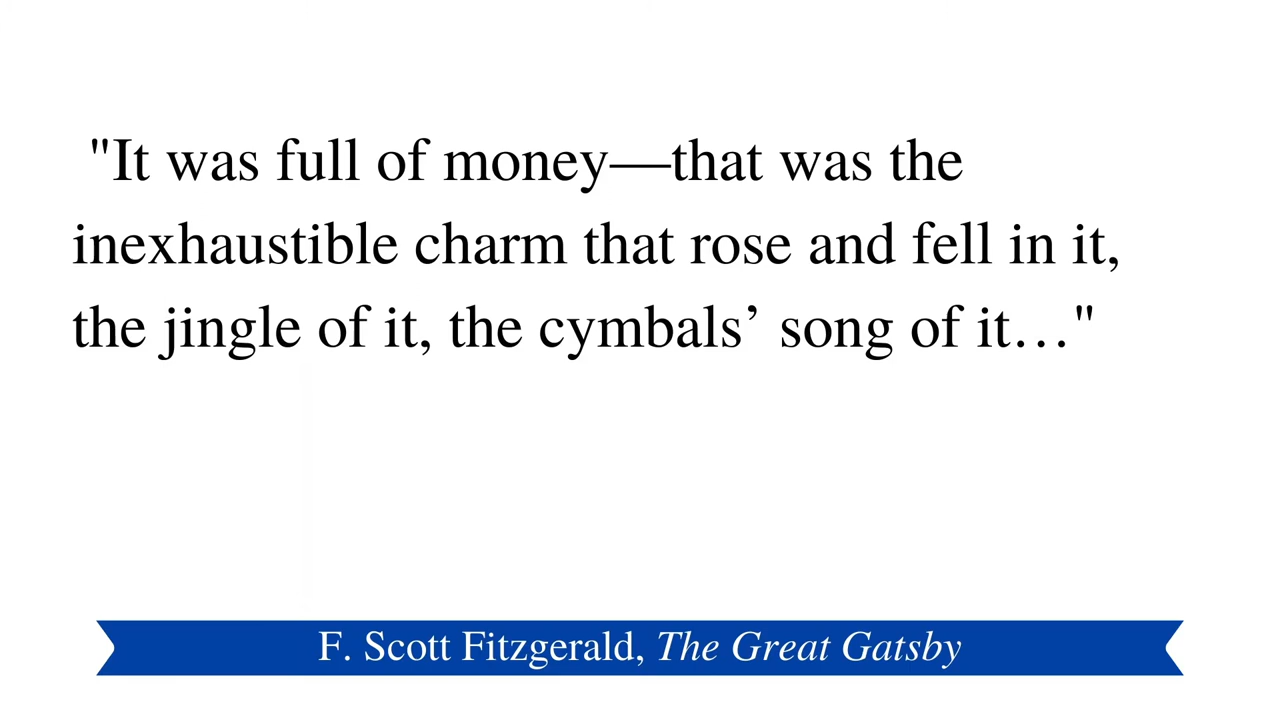 "It was full of money—that was the
inexhaustible charm that rose and fell in it,
the jingle of it, the cymbals’ song of it…"
F. Scott Fitzgerald, The Great Gatsby